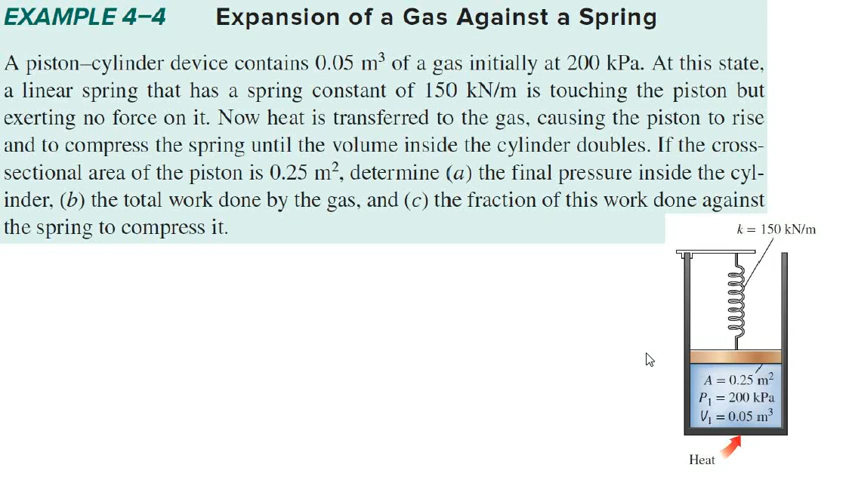 EXAMPLE 4–4 Expansion of a Gas Against a Spring
A piston–cylinder device contains 0.05 m³ of a gas initially at 200 kPa. At this state,
a linear spring that has a spring constant of 150 kN/m is touching the piston but
exerting no force on it. Now heat is transferred to the gas, causing the piston to rise
and to compress the spring until the volume inside the cylinder doubles. If the cross-
sectional area of the piston is 0.25 m², determine (a) the final pressure inside the cyl-
inder, (b) the total work done by the gas, and (c) the fraction of this work done against
the spring to compress it.
k = 150 kN/m
A = 0.25 m²
P₁ = 200 kPa
V₁ = 0.05 m³
Heat